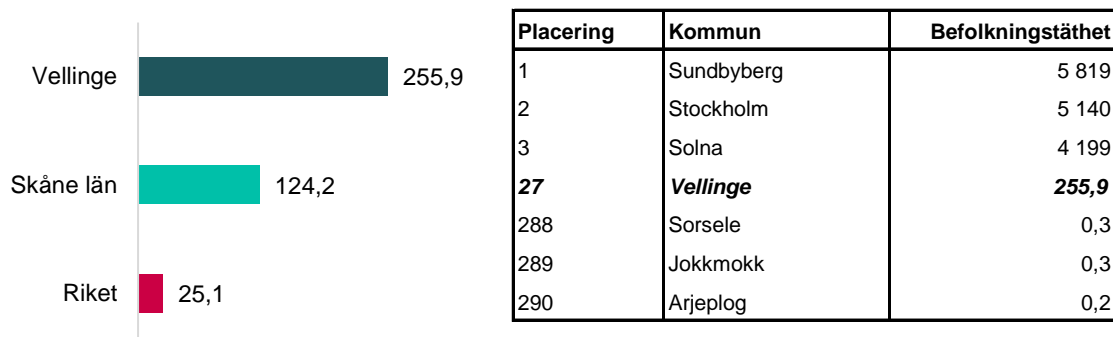 Vellinge 255,9
Skåne län 124,2
Riket 25,1
Placering Kommun Befolkningstäthet
1 Sundbyberg 5 819
2 Stockholm 5 140
3 Solna 4 199
27 Vellinge 255,9
288 Sorsele 0,3
289 Jokkmokk 0,3
290 Arjeplog 0,2